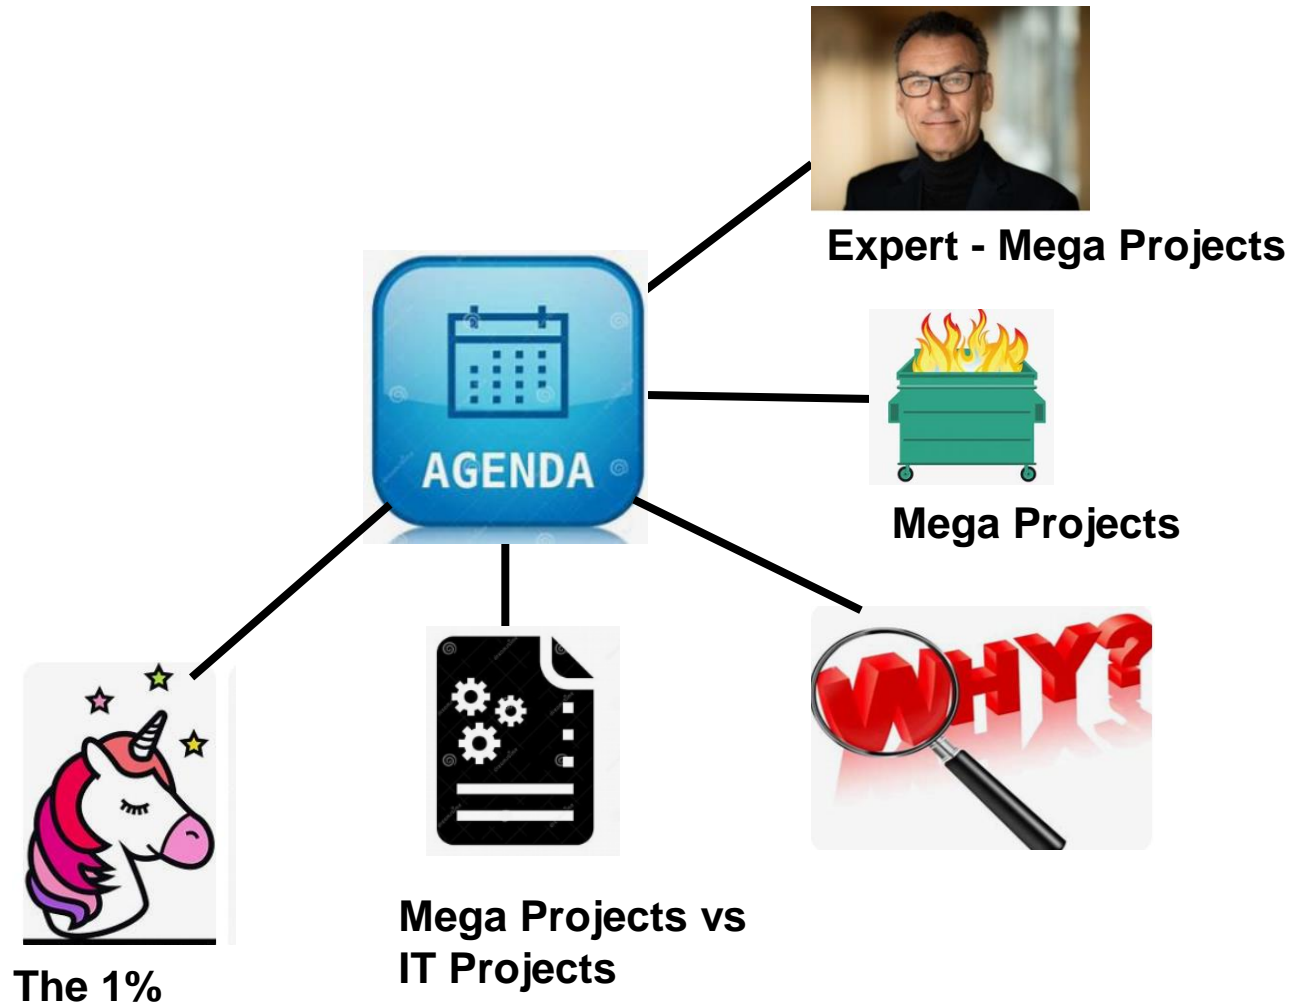 Expert - Mega Projects
AGENDA
Mega Projects
WHY?
Mega Projects vs
IT Projects
The 1%